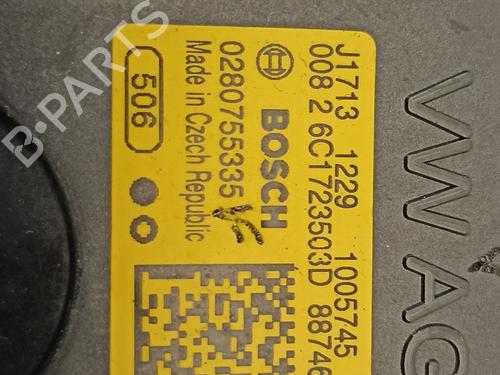 J1713 1229 1005745
008 2 6C1723503D 88746
BOSCH
0280755335
Made in Czech Republic
506
VW AG
B-PARTS